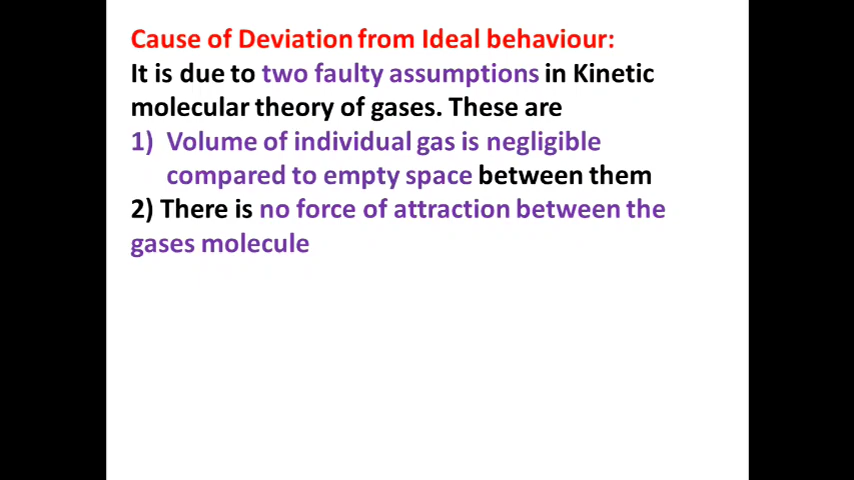 Cause of Deviation from Ideal behaviour:
It is due to two faulty assumptions in Kinetic
molecular theory of gases. These are
1) Volume of individual gas is negligible
compared to empty space between them
2) There is no force of attraction between the
gases molecule